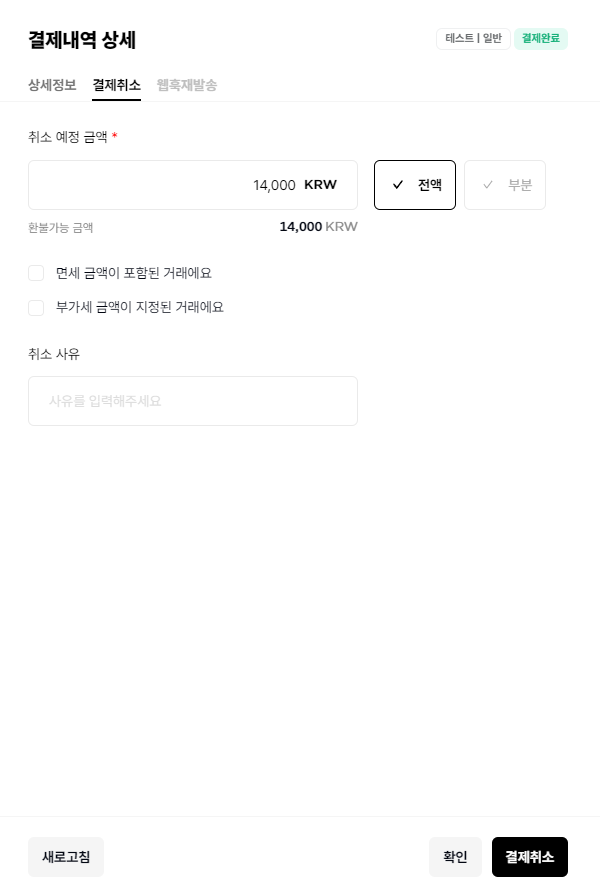 결제내역 상세
테스트 | 일반 결제완료
상세정보 결제취소 웹훅재발송
취소 예정 금액 *
14,000 KRW 전액 부분
환불가능 금액 14,000 KRW
면세 금액이 포함된 거래에요
부가세 금액이 지정된 거래에요
취소 사유
사유를 입력해주세요
새로고침 확인 결제취소